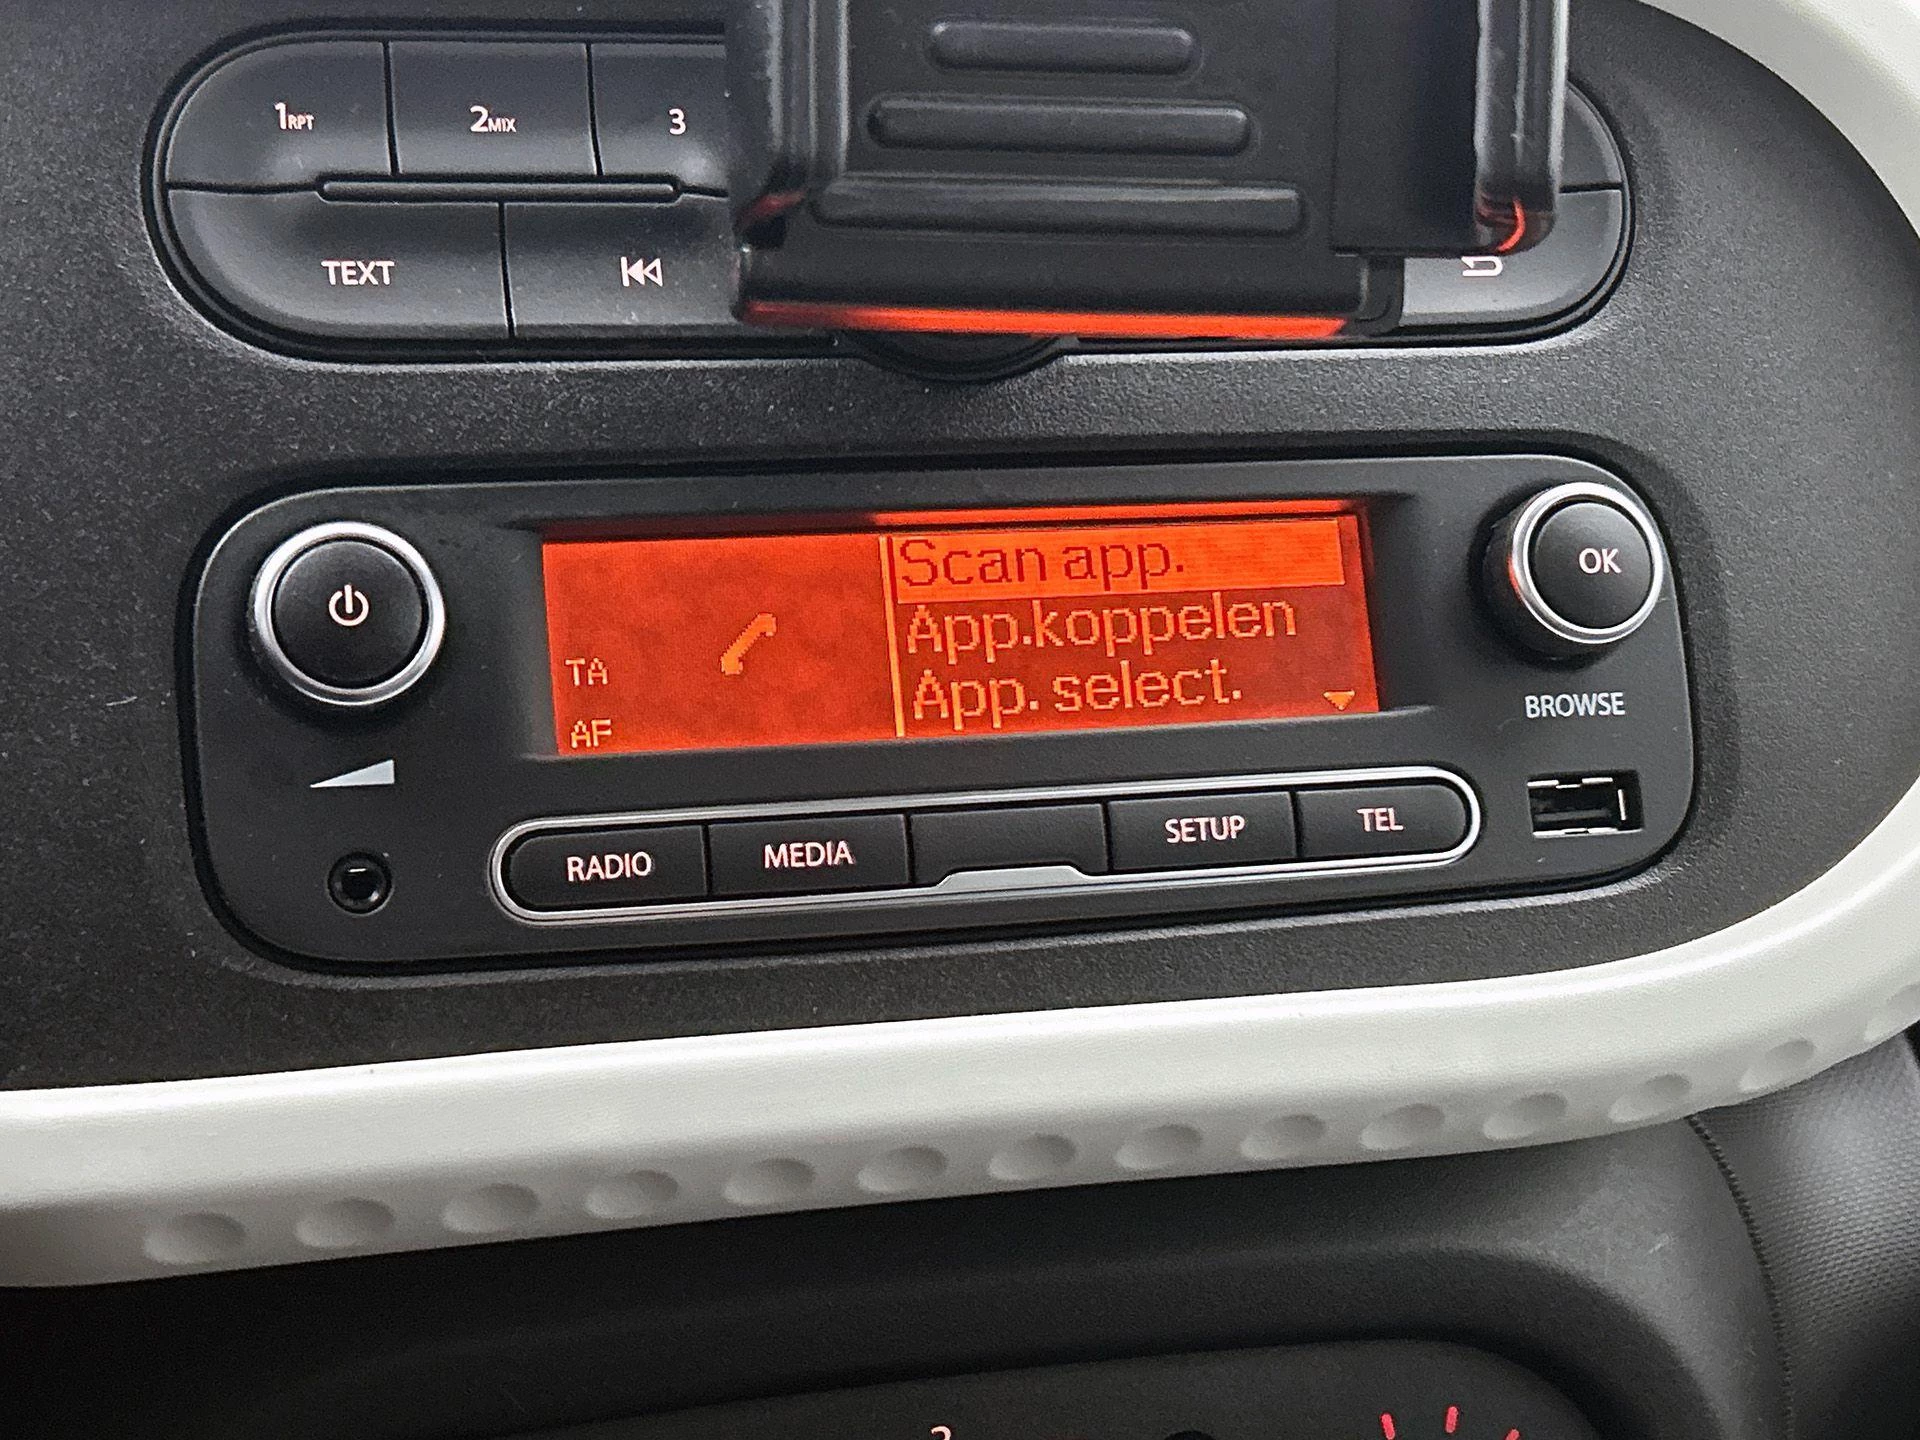 1RPT 2MIX 3
TEXT
Scan app.
App.koppelen
App. select.
TA
AF
OK
BROWSE
RADIO MEDIA SETUP TEL